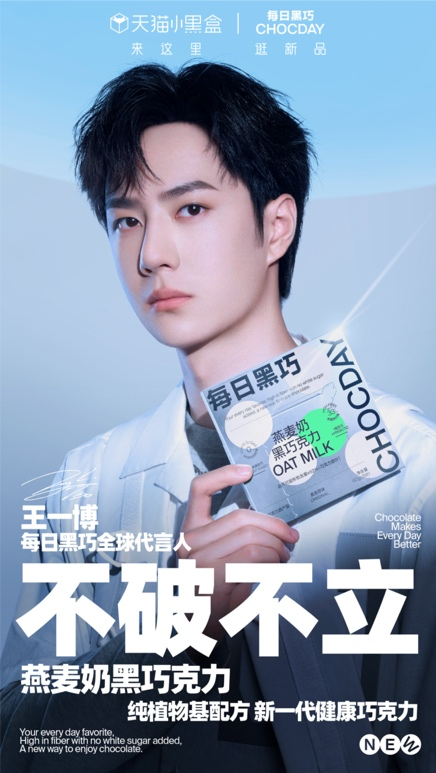 天猫小黑盒 | 每日黑巧 CHOCDAY
来这里 逛新品
每日黑巧
CHOCDAY
燕麦奶
黑巧克力
OAT MILK
王一博
每日黑巧全球代言人
Chocolate
Makes
Every Day
Better
不破不立
燕麦奶黑巧克力
纯植物基配方 新一代健康巧克力
Your every day favorite,
High in fiber with no white sugar added,
A new way to enjoy chocolate.
NEW